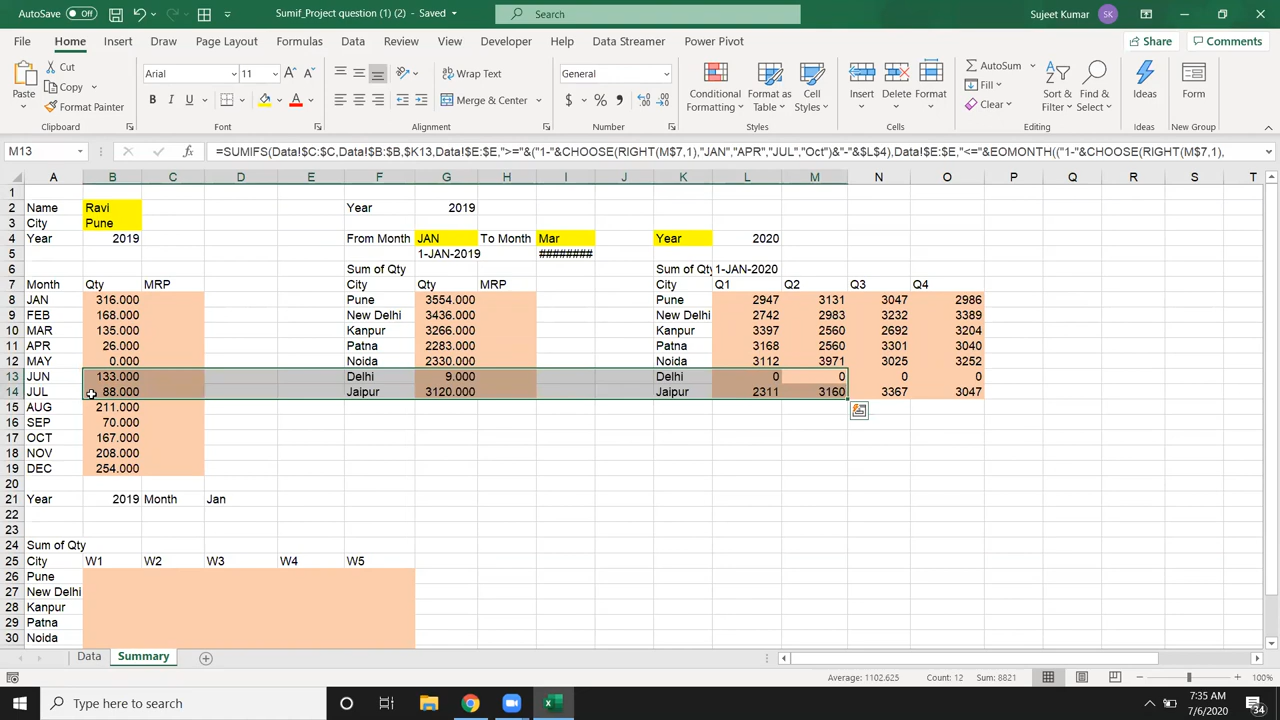 AutoSave Off Sumif_Project question (1) (2) - Saved Search Sujeet Kumar SK
File Home Insert Draw Page Layout Formulas Data Review View Developer Help Data Streamer Power Pivot Share Comments
Paste Cut Copy Format Painter Clipboard
Arial 11 B I U A Font
Wrap Text Merge & Center Alignment
General $ % , Number
Conditional Formatting Format as Table Cell Styles Styles
Insert Delete Format Cells
AutoSum Fill Clear Sort & Filter Find & Select Editing
Ideas Ideas
Form New Group
M13 fx =SUMIFS(Data!$C:$C,Data!$B:$B,$K13,Data!$E:$E,">="&("1-"&CHOOSE(RIGHT(M$7,1),"JAN","APR","JUL","Oct")&"-"&$L$4),Data!$E:$E,"<="&EOMONTH(("1-"&CHOOSE(RIGHT(M$7,1),
A B C D E F G H I J K L M N O P Q R S T
1
2 Name Ravi Year 2019
3 City Pune
4 Year 2019 From Month JAN To Month Mar Year 2020
5 1-JAN-2019 ########
6 Sum of Qty Sum of Qty 1-JAN-2020
7 Month Qty MRP City Qty MRP City Q1 Q2 Q3 Q4
8 JAN 316.000 Pune 3554.000 Pune 2947 3131 3047 2986
9 FEB 168.000 New Delhi 3436.000 New Delhi 2742 2983 3232 3389
10 MAR 135.000 Kanpur 3266.000 Kanpur 3397 2560 2692 3204
11 APR 26.000 Patna 2283.000 Patna 3168 2560 3301 3040
12 MAY 0.000 Noida 2330.000 Noida 3112 3971 3025 3252
13 JUN 133.000 Delhi 9.000 Delhi 0 0 0 0
14 JUL 88.000 Jaipur 3120.000 Jaipur 2311 3160 3367 3047
15 AUG 211.000
16 SEP 70.000
17 OCT 167.000
18 NOV 208.000
19 DEC 254.000
20
21 Year 2019 Month Jan
22
23
24 Sum of Qty
25 City W1 W2 W3 W4 W5
26 Pune
27 New Delhi
28 Kanpur
29 Patna
30 Noida
Data Summary
Average: 1102.625 Count: 12 Sum: 8821 100%
Type here to search 7:35 AM
7/6/2020 34